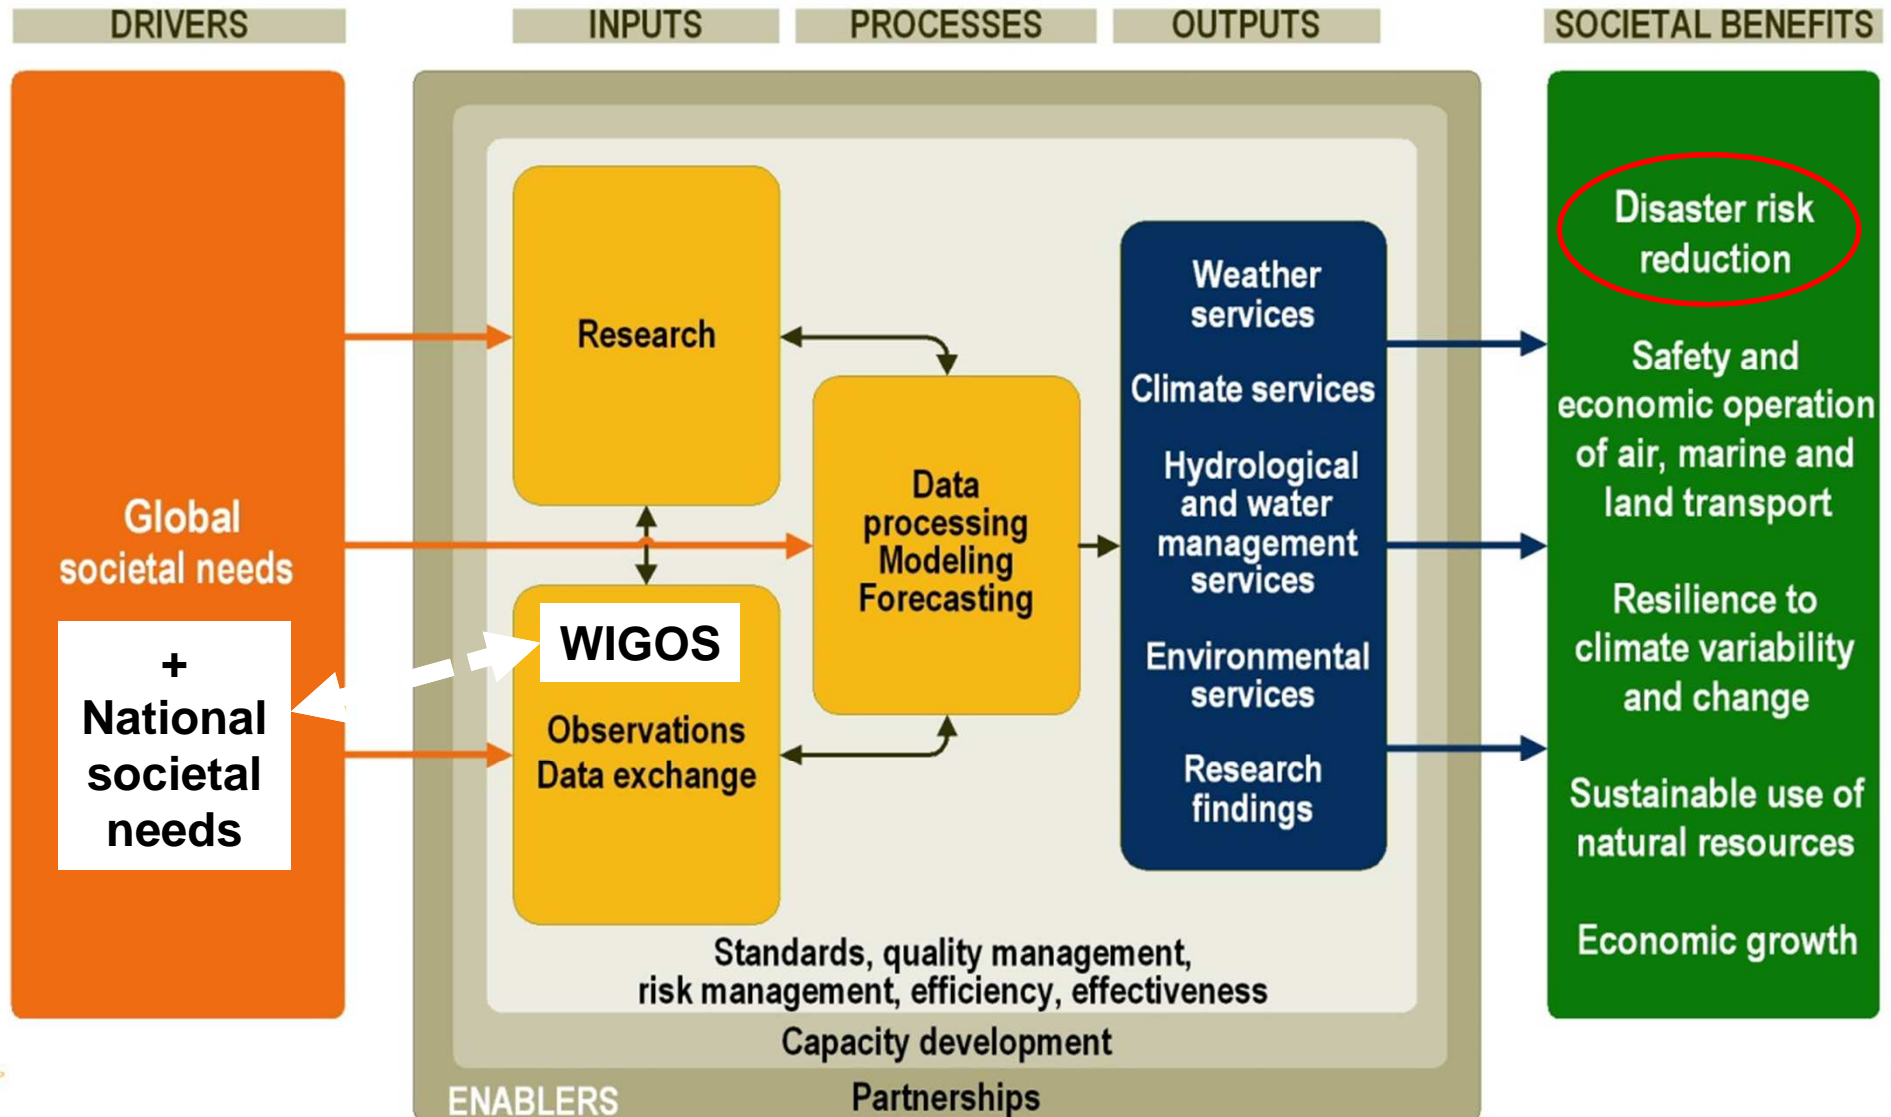 DRIVERS
INPUTS
PROCESSES
OUTPUTS
SOCIETAL BENEFITS
Global
societal needs
+
National
societal
needs
Research
WIGOS
Observations
Data exchange
Data
processing
Modeling
Forecasting
Weather
services
Climate services
Hydrological
and water
management
services
Environmental
services
Research
findings
Disaster risk
reduction
Safety and
economic operation
of air, marine and
land transport
Resilience to
climate variability
and change
Sustainable use of
natural resources
Economic growth
Standards, quality management,
risk management, efficiency, effectiveness
Capacity development
ENABLERS
Partnerships